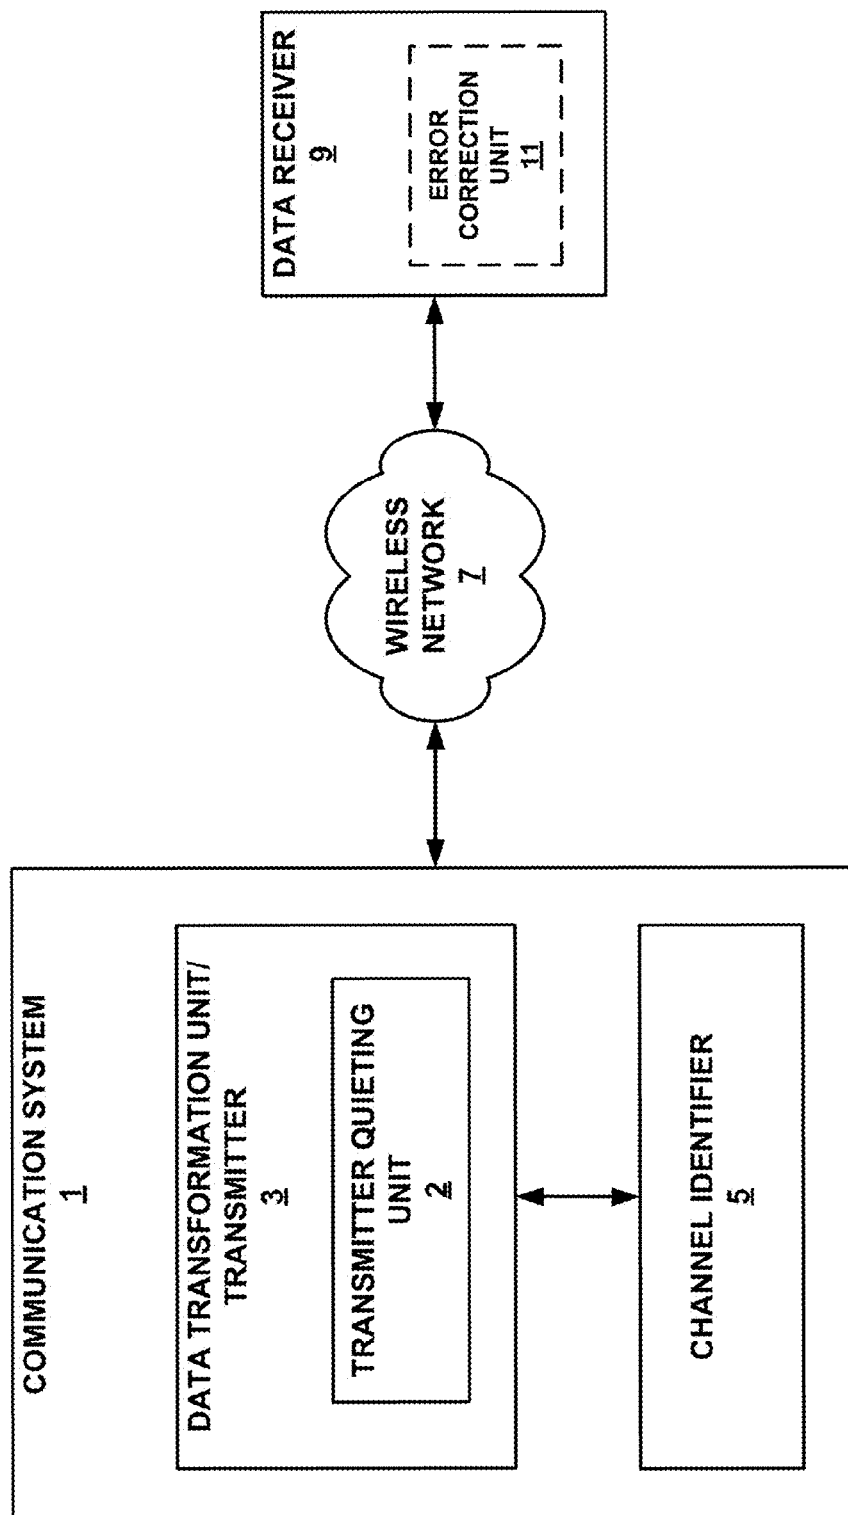 COMMUNICATION SYSTEM
1
DATA TRANSFORMATION UNIT/
TRANSMITTER
3
TRANSMITTER QUIETING
UNIT
2
CHANNEL IDENTIFIER
5
WIRELESS
NETWORK
7
DATA RECEIVER
9
ERROR
CORRECTION
UNIT
11